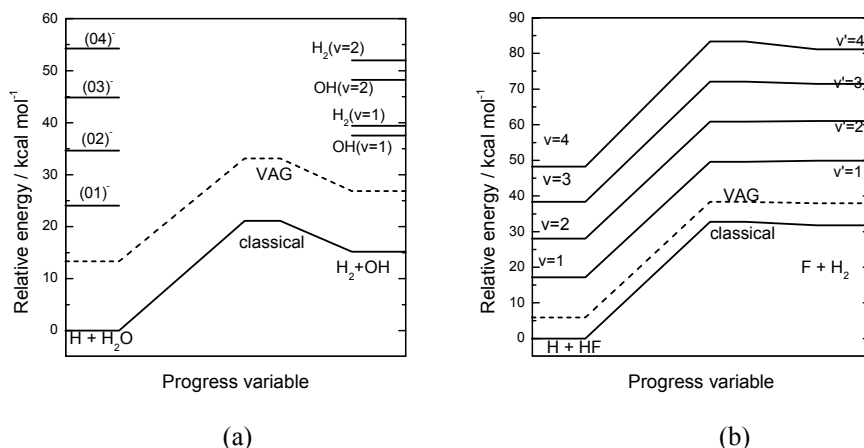 60
50
40
30
20
10
0
Relative energy / kcal mol⁻¹
(04)⁻
(03)⁻
(02)⁻
(01)⁻
H₂(v=2)
OH(v=2)
H₂(v=1)
OH(v=1)
VAG
classical
H₂+OH
H + H₂O
Progress variable
(a)
90
80
70
60
50
40
30
20
10
0
Relative energy / kcal mol⁻¹
v'=4
v'=3
v'=2
v'=1
v=4
v=3
v=2
v=1
VAG
classical
F + H₂
H + HF
Progress variable
(b)